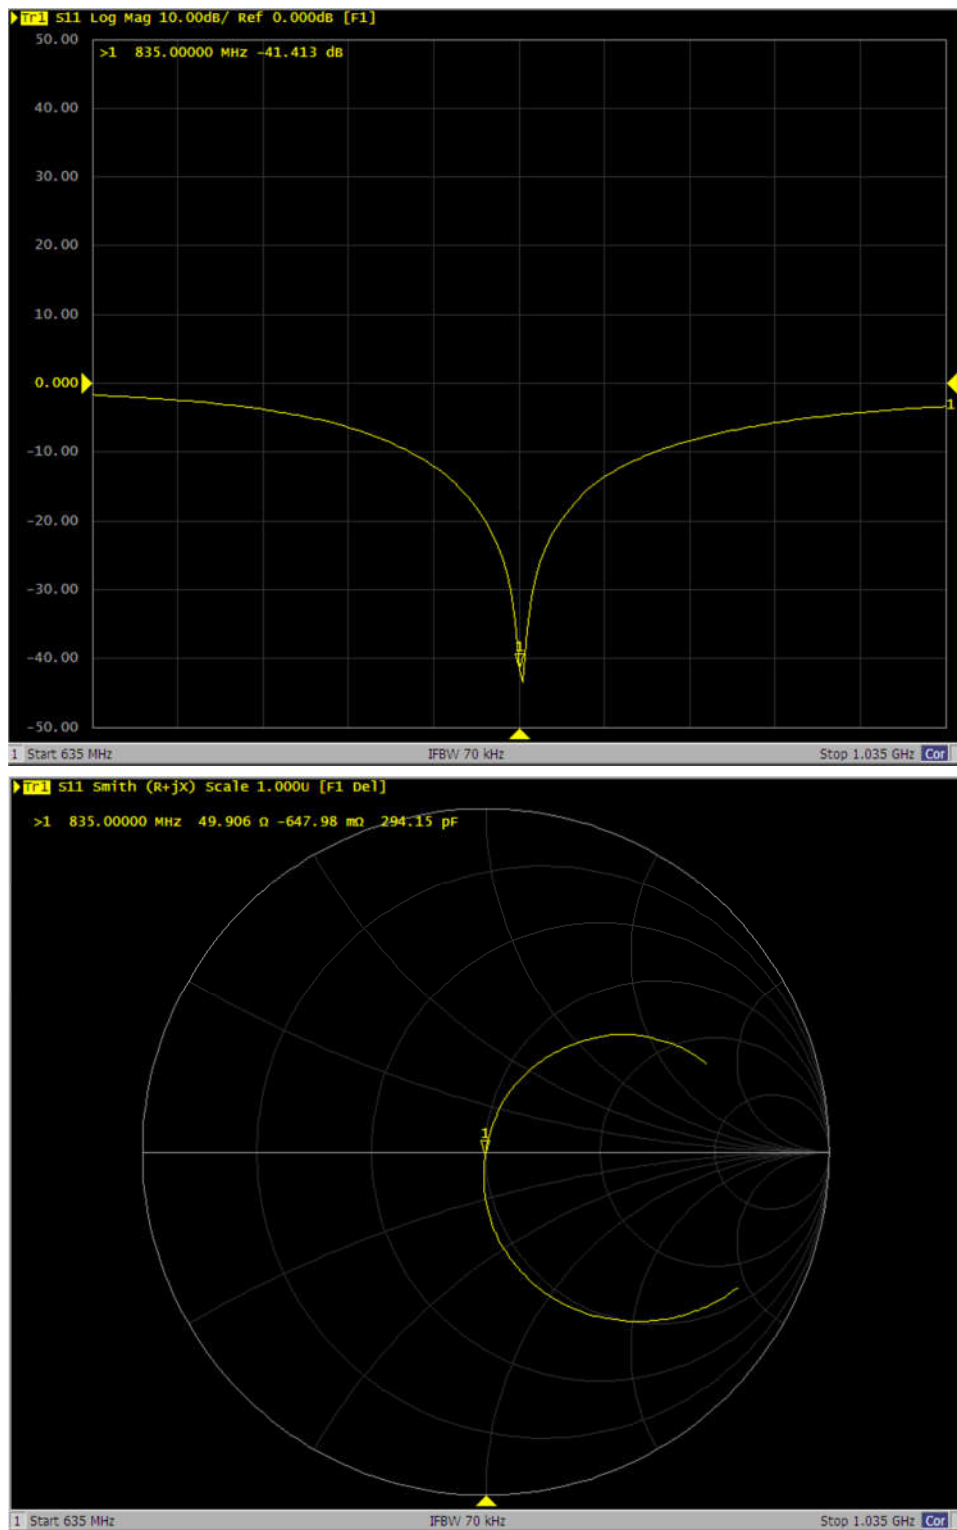 Tr1 S11 Log Mag 10.00dB/ Ref 0.000dB [F1]
50.00
>1 835.00000 MHz -41.413 dB
40.00
30.00
20.00
10.00
0.000
1
-10.00
-20.00
-30.00
-40.00
-50.00
1 Start 635 MHz IFBW 70 kHz Stop 1.035 GHz Cor
Tr1 S11 Smith (R+jX) Scale 1.000U [F1 Del]
>1 835.00000 MHz 49.906 Ω -647.98 mΩ 294.15 pF
1
1 Start 635 MHz IFBW 70 kHz Stop 1.035 GHz Cor